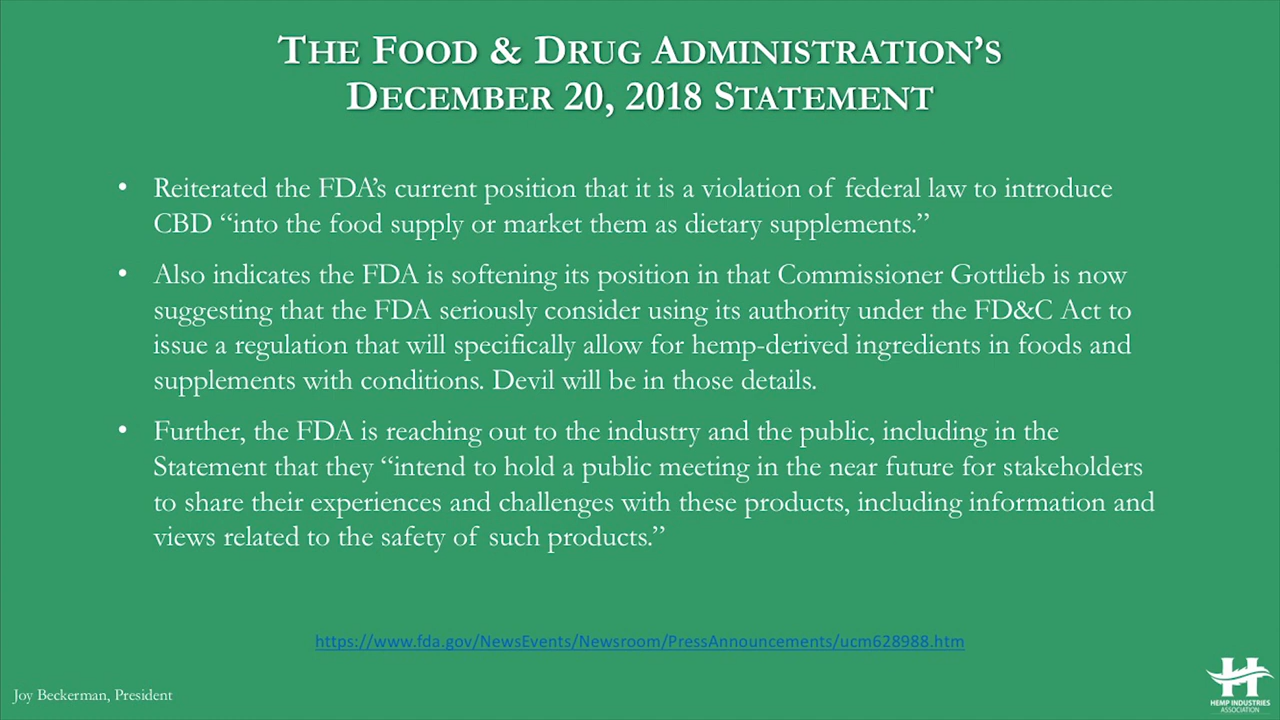 THE FOOD & DRUG ADMINISTRATION’S
DECEMBER 20, 2018 STATEMENT
• Reiterated the FDA’s current position that it is a violation of federal law to introduce
CBD “into the food supply or market them as dietary supplements.”
• Also indicates the FDA is softening its position in that Commissioner Gottlieb is now
suggesting that the FDA seriously consider using its authority under the FD&C Act to
issue a regulation that will specifically allow for hemp-derived ingredients in foods and
supplements with conditions. Devil will be in those details.
• Further, the FDA is reaching out to the industry and the public, including in the
Statement that they “intend to hold a public meeting in the near future for stakeholders
to share their experiences and challenges with these products, including information and
views related to the safety of such products.”
https://www.fda.gov/NewsEvents/Newsroom/PressAnnouncements/ucm628988.htm
Joy Beckerman, President
H
HEMP INDUSTRIES
ASSOCIATION